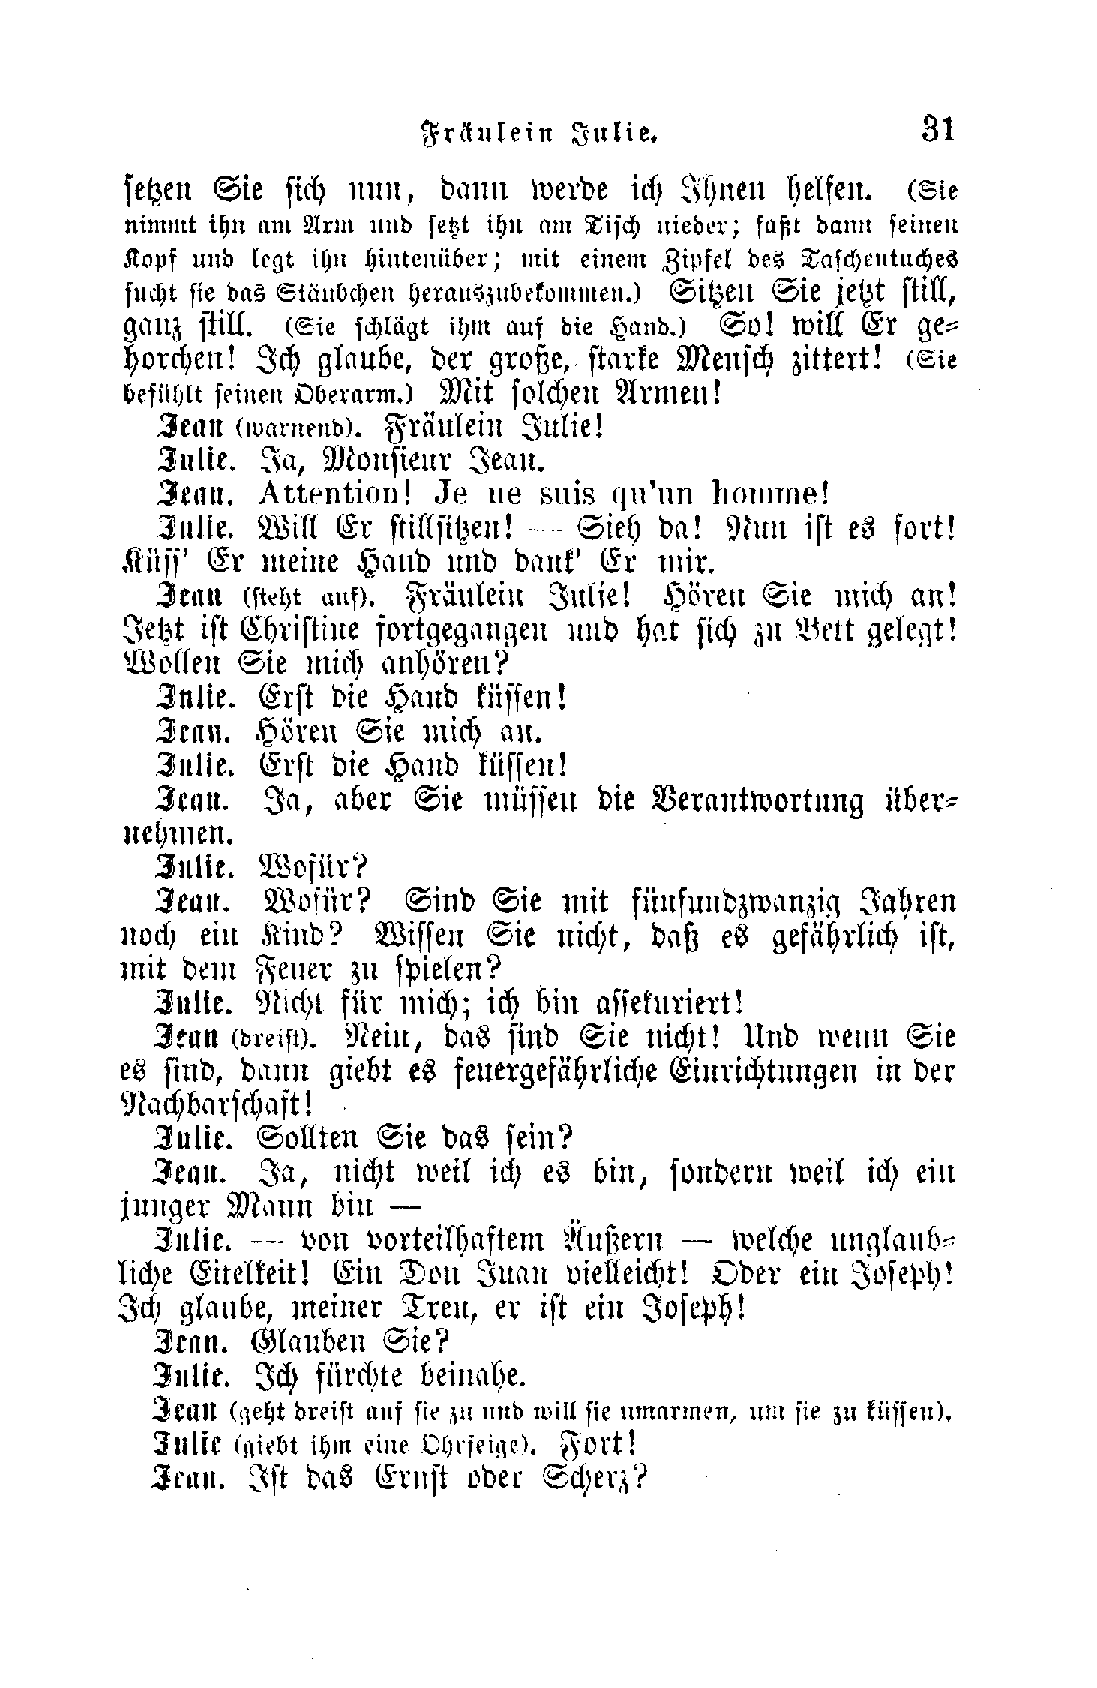 Fräulein Julie. 31
setzen Sie sich nun, dann werde ich Ihnen helfen. (Sie
nimmt ihn am Arm und setzt ihn am Tisch nieder; faßt dann seinen
Kopf und legt ihn hintenüber; mit einem Zipfel des Taschentuches
sucht sie das Stäubchen herauszubekommen.) Sitzen Sie jetzt still,
ganz still. (Sie schlägt ihm auf die Hand.) So! will Er ge-
horchen! Ich glaube, der große, starke Mensch zittert! (Sie
befühlt seinen Oberarm.) Mit solchen Armen!
Jean (warnend). Fräulein Julie!
Julie. Ja, Monsieur Jean.
Jean. Attention! Je ne suis qu'un homme!
Julie. Will Er stillsitzen! — Sieh da! Nun ist es fort!
Küss' Er meine Hand und dank' Er mir.
Jean (steht auf). Fräulein Julie! Hören Sie mich an!
Jetzt ist Christine fortgegangen und hat sich zu Bett gelegt!
Wollen Sie mich anhören?
Julie. Erst die Hand küssen!
Jean. Hören Sie mich an.
Julie. Erst die Hand küssen!
Jean. Ja, aber Sie müssen die Verantwortung über-
nehmen.
Julie. Wofür?
Jean. Wofür? Sind Sie mit fünfundzwanzig Jahren
noch ein Kind? Wissen Sie nicht, daß es gefährlich ist,
mit dem Feuer zu spielen?
Julie. Nicht für mich; ich bin assekuriert!
Jean (dreist). Nein, das sind Sie nicht! Und wenn Sie
es sind, dann giebt es feuergefährliche Einrichtungen in der
Nachbarschaft!
Julie. Sollten Sie das sein?
Jean. Ja, nicht weil ich es bin, sondern weil ich ein
junger Mann bin —
Julie. — von vorteilhaftem Äußern — welche unglaub-
liche Eitelkeit! Ein Don Juan vielleicht! Oder ein Joseph!
Ich glaube, meiner Treu, er ist ein Joseph!
Jean. Glauben Sie?
Julie. Ich fürchte beinahe.
Jean (geht dreist auf sie zu und will sie umarmen, um sie zu küssen).
Julie (giebt ihm eine Ohrfeige). Fort!
Jean. Ist das Ernst oder Scherz?